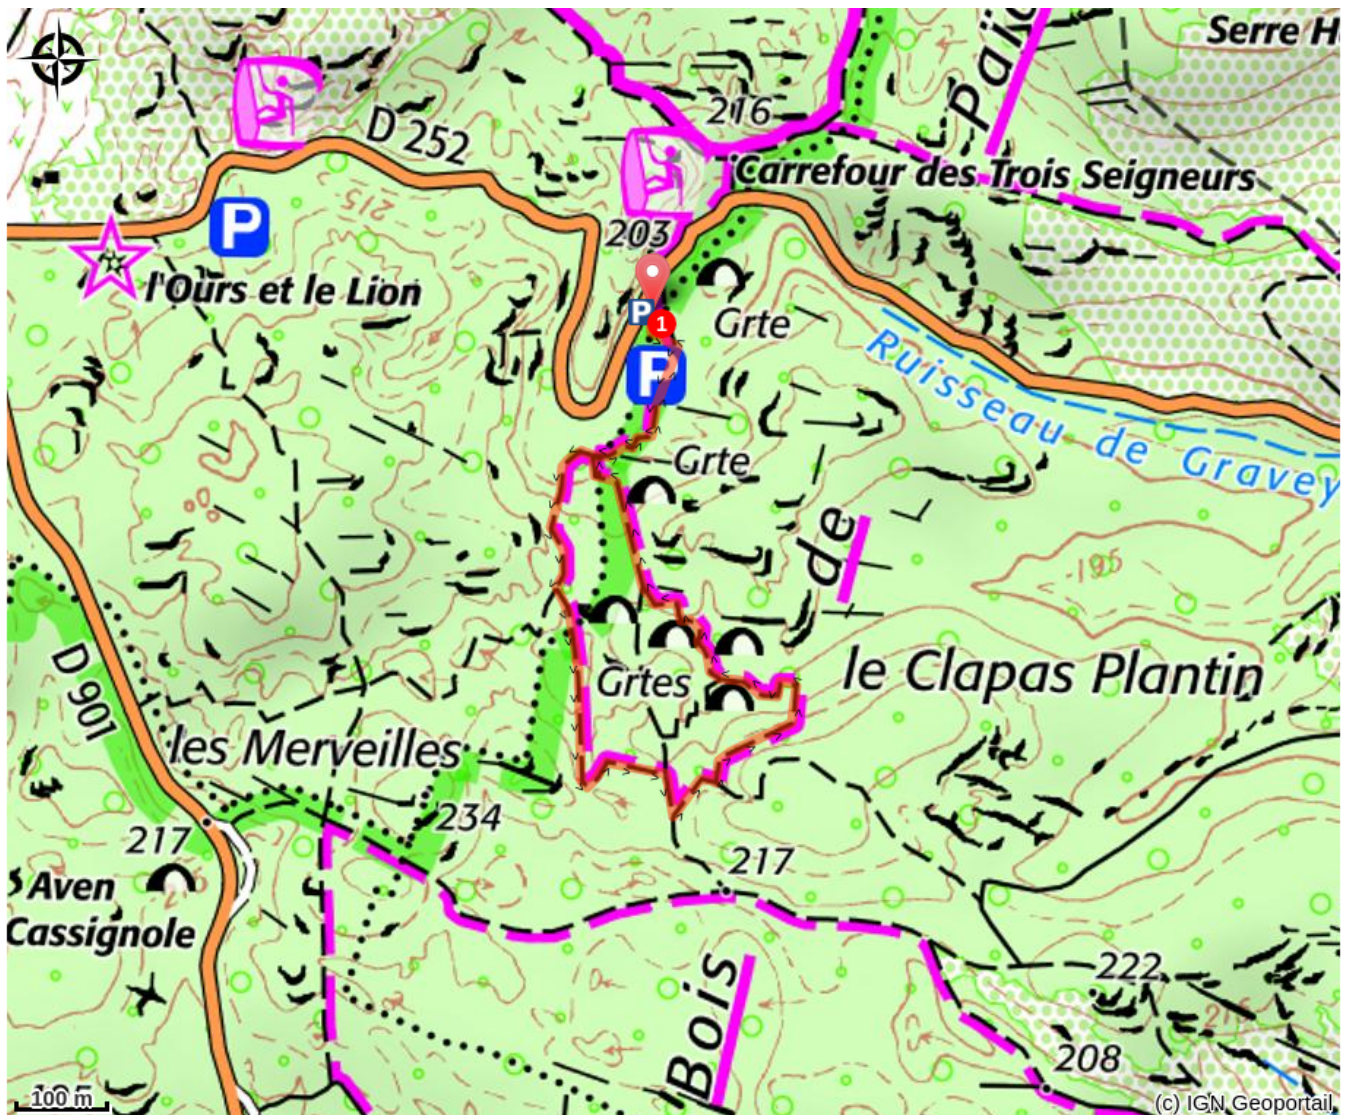 Serre H
Païo
216
D 252
Carrefour des Trois Seigneurs
215
203
P
l'Ours et le Lion
P
1
Grte
P
Ruisseau de Gravey
Grte
de
195
D 901
Grtes
le Clapas Plantin
les Merveilles
234
217
217
Aven
Cassignole
Bois
222
208
100 m
(c) IGN Geoportail